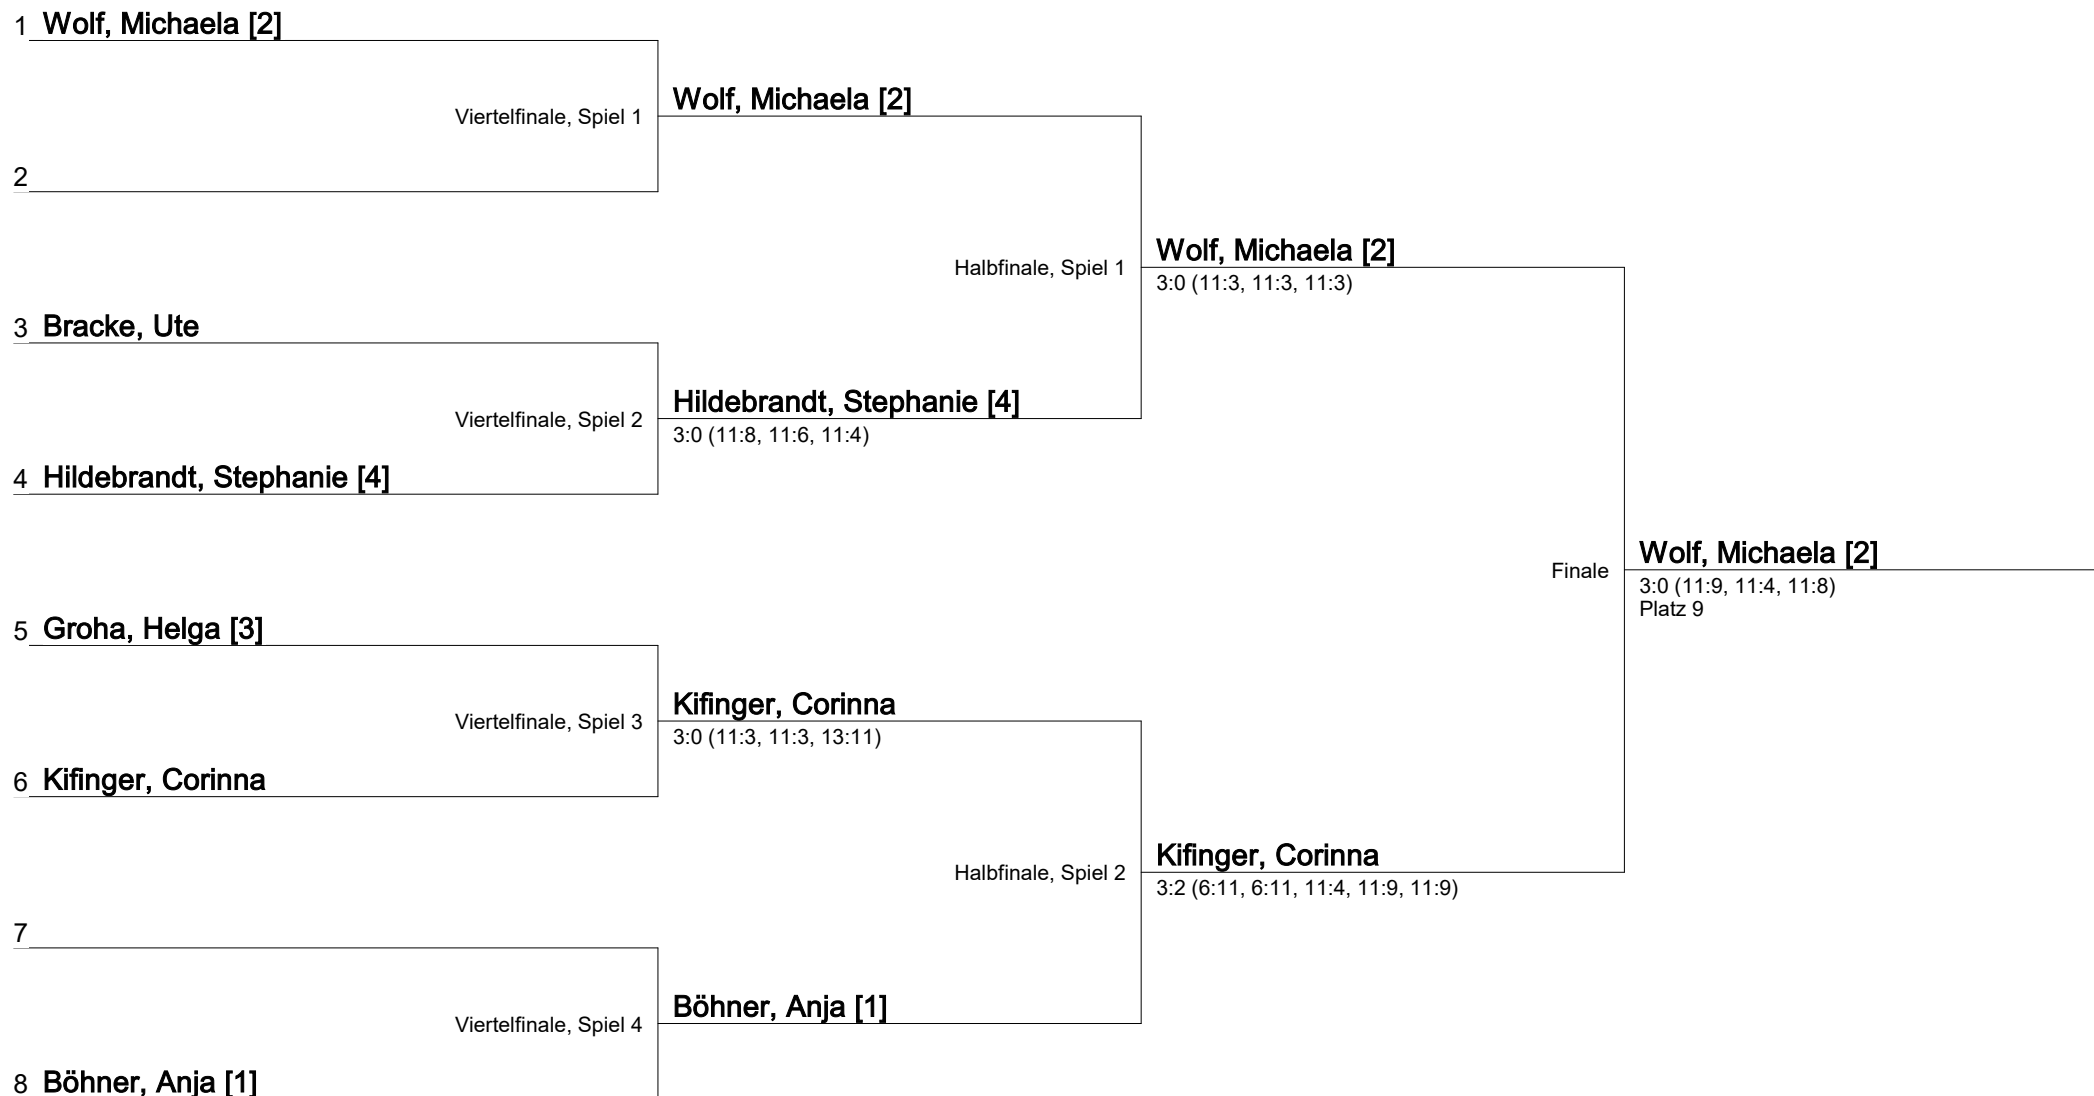 1 Wolf, Michaela [2]
Wolf, Michaela [2]
Viertelfinale, Spiel 1
2
Wolf, Michaela [2]
Halbfinale, Spiel 1
3:0 (11:3, 11:3, 11:3)
3 Bracke, Ute
Hildebrandt, Stephanie [4]
Viertelfinale, Spiel 2
3:0 (11:8, 11:6, 11:4)
4 Hildebrandt, Stephanie [4]
Wolf, Michaela [2]
Finale
3:0 (11:9, 11:4, 11:8)
Platz 9
5 Groha, Helga [3]
Kifinger, Corinna
Viertelfinale, Spiel 3
3:0 (11:3, 11:3, 13:11)
6 Kifinger, Corinna
Kifinger, Corinna
Halbfinale, Spiel 2
3:2 (6:11, 6:11, 11:4, 11:9, 11:9)
7
Böhner, Anja [1]
Viertelfinale, Spiel 4
8 Böhner, Anja [1]